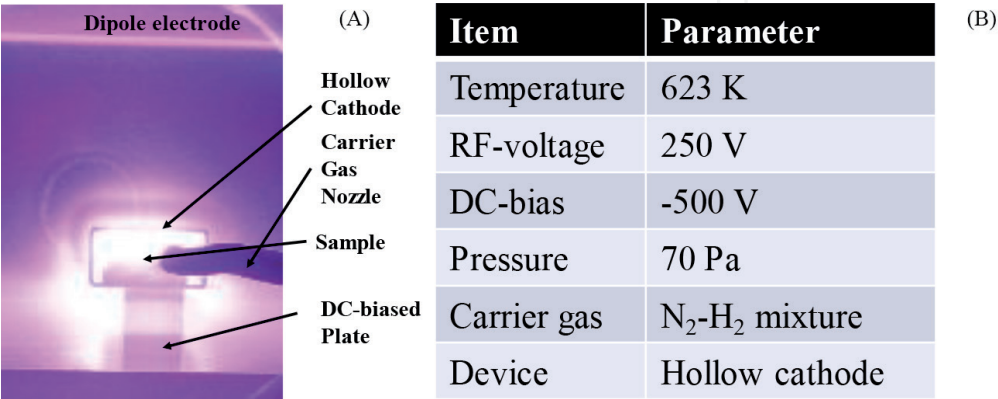 Dipole electrode
(A)
Hollow
Cathode
Carrier
Gas
Nozzle
Sample
DC-biased
Plate
(B)
Item Parameter
Temperature 623 K
RF-voltage 250 V
DC-bias -500 V
Pressure 70 Pa
Carrier gas N₂-H₂ mixture
Device Hollow cathode